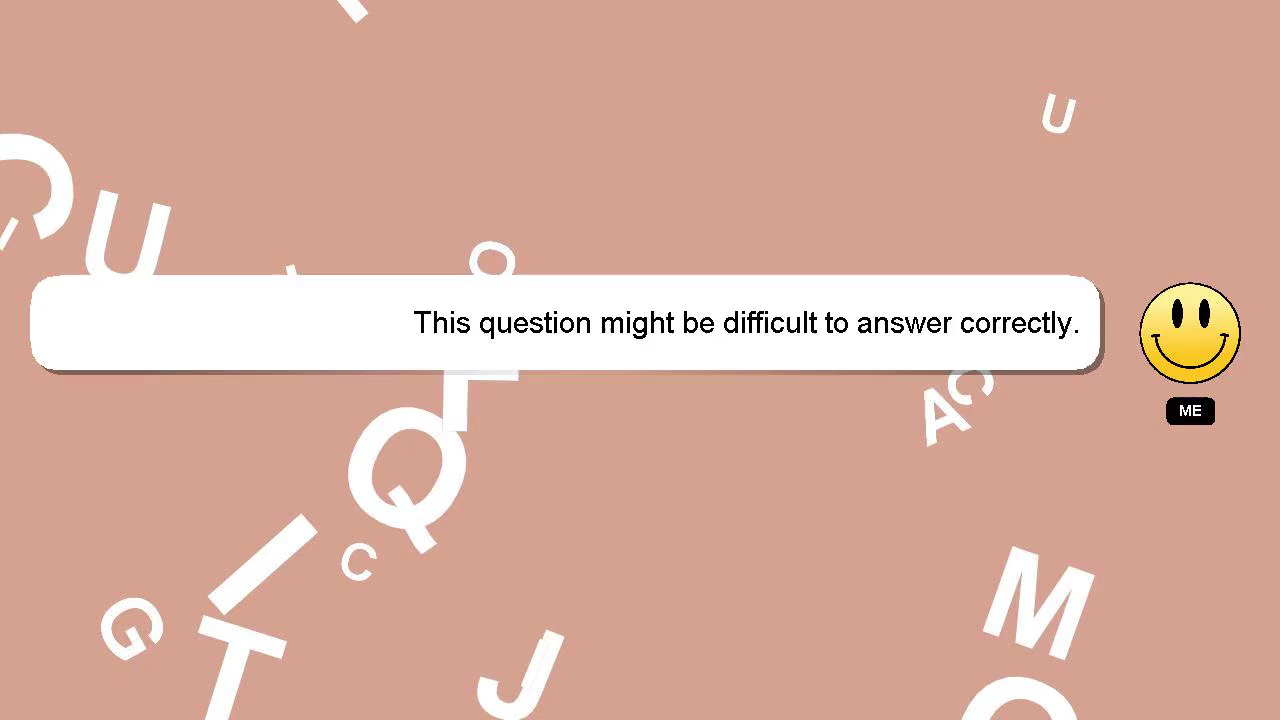 U
C
U
O
This question might be difficult to answer correctly.
ME
C
A
Q
I
C
M
G
T
J